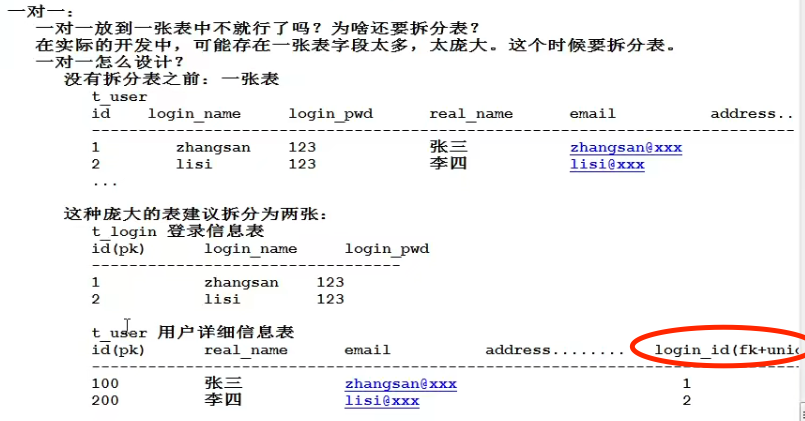 一对一：
一对一放到一张表中不就行了吗？为啥还要拆分表？
在实际的开发中，可能存在一张表字段太多，太庞大。这个时候要拆分表。
一对一怎么设计？
没有拆分表之前：一张表
t_user
id login_name login_pwd real_name email address..
---------------------------------------------------------------------------
1 zhangsan 123 张三 zhangsan@xxx
2 lisi 123 李四 lisi@xxx
...
这种庞大的表建议拆分为两张：
t_login 登录信息表
id(pk) login_name login_pwd
---------------------------------
1 zhangsan 123
2 lisi 123
t_user 用户详细信息表
id(pk) real_name email address........ login_id(fk+uniq
---------------------------------------------------------------------------
100 张三 zhangsan@xxx 1
200 李四 lisi@xxx 2